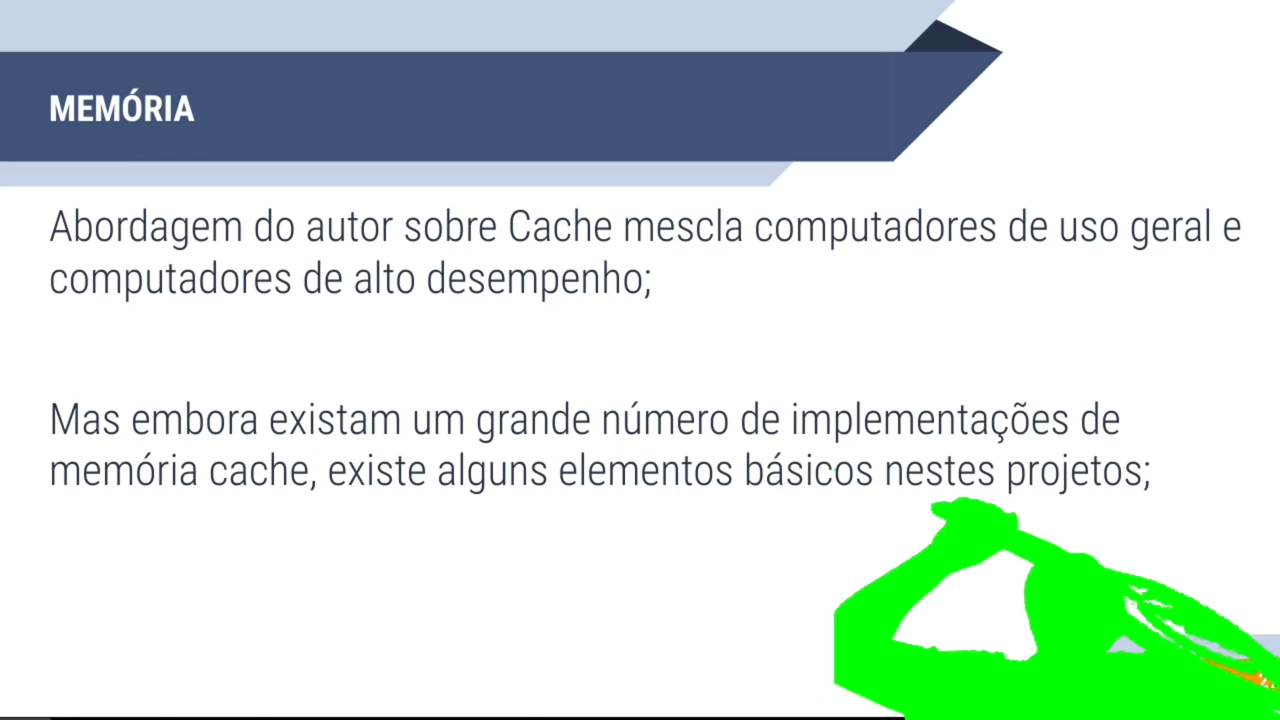 MEMÓRIA
Abordagem do autor sobre Cache mescla computadores de uso geral e
computadores de alto desempenho;
Mas embora existam um grande número de implementações de
memória cache, existe alguns elementos básicos nestes projetos;